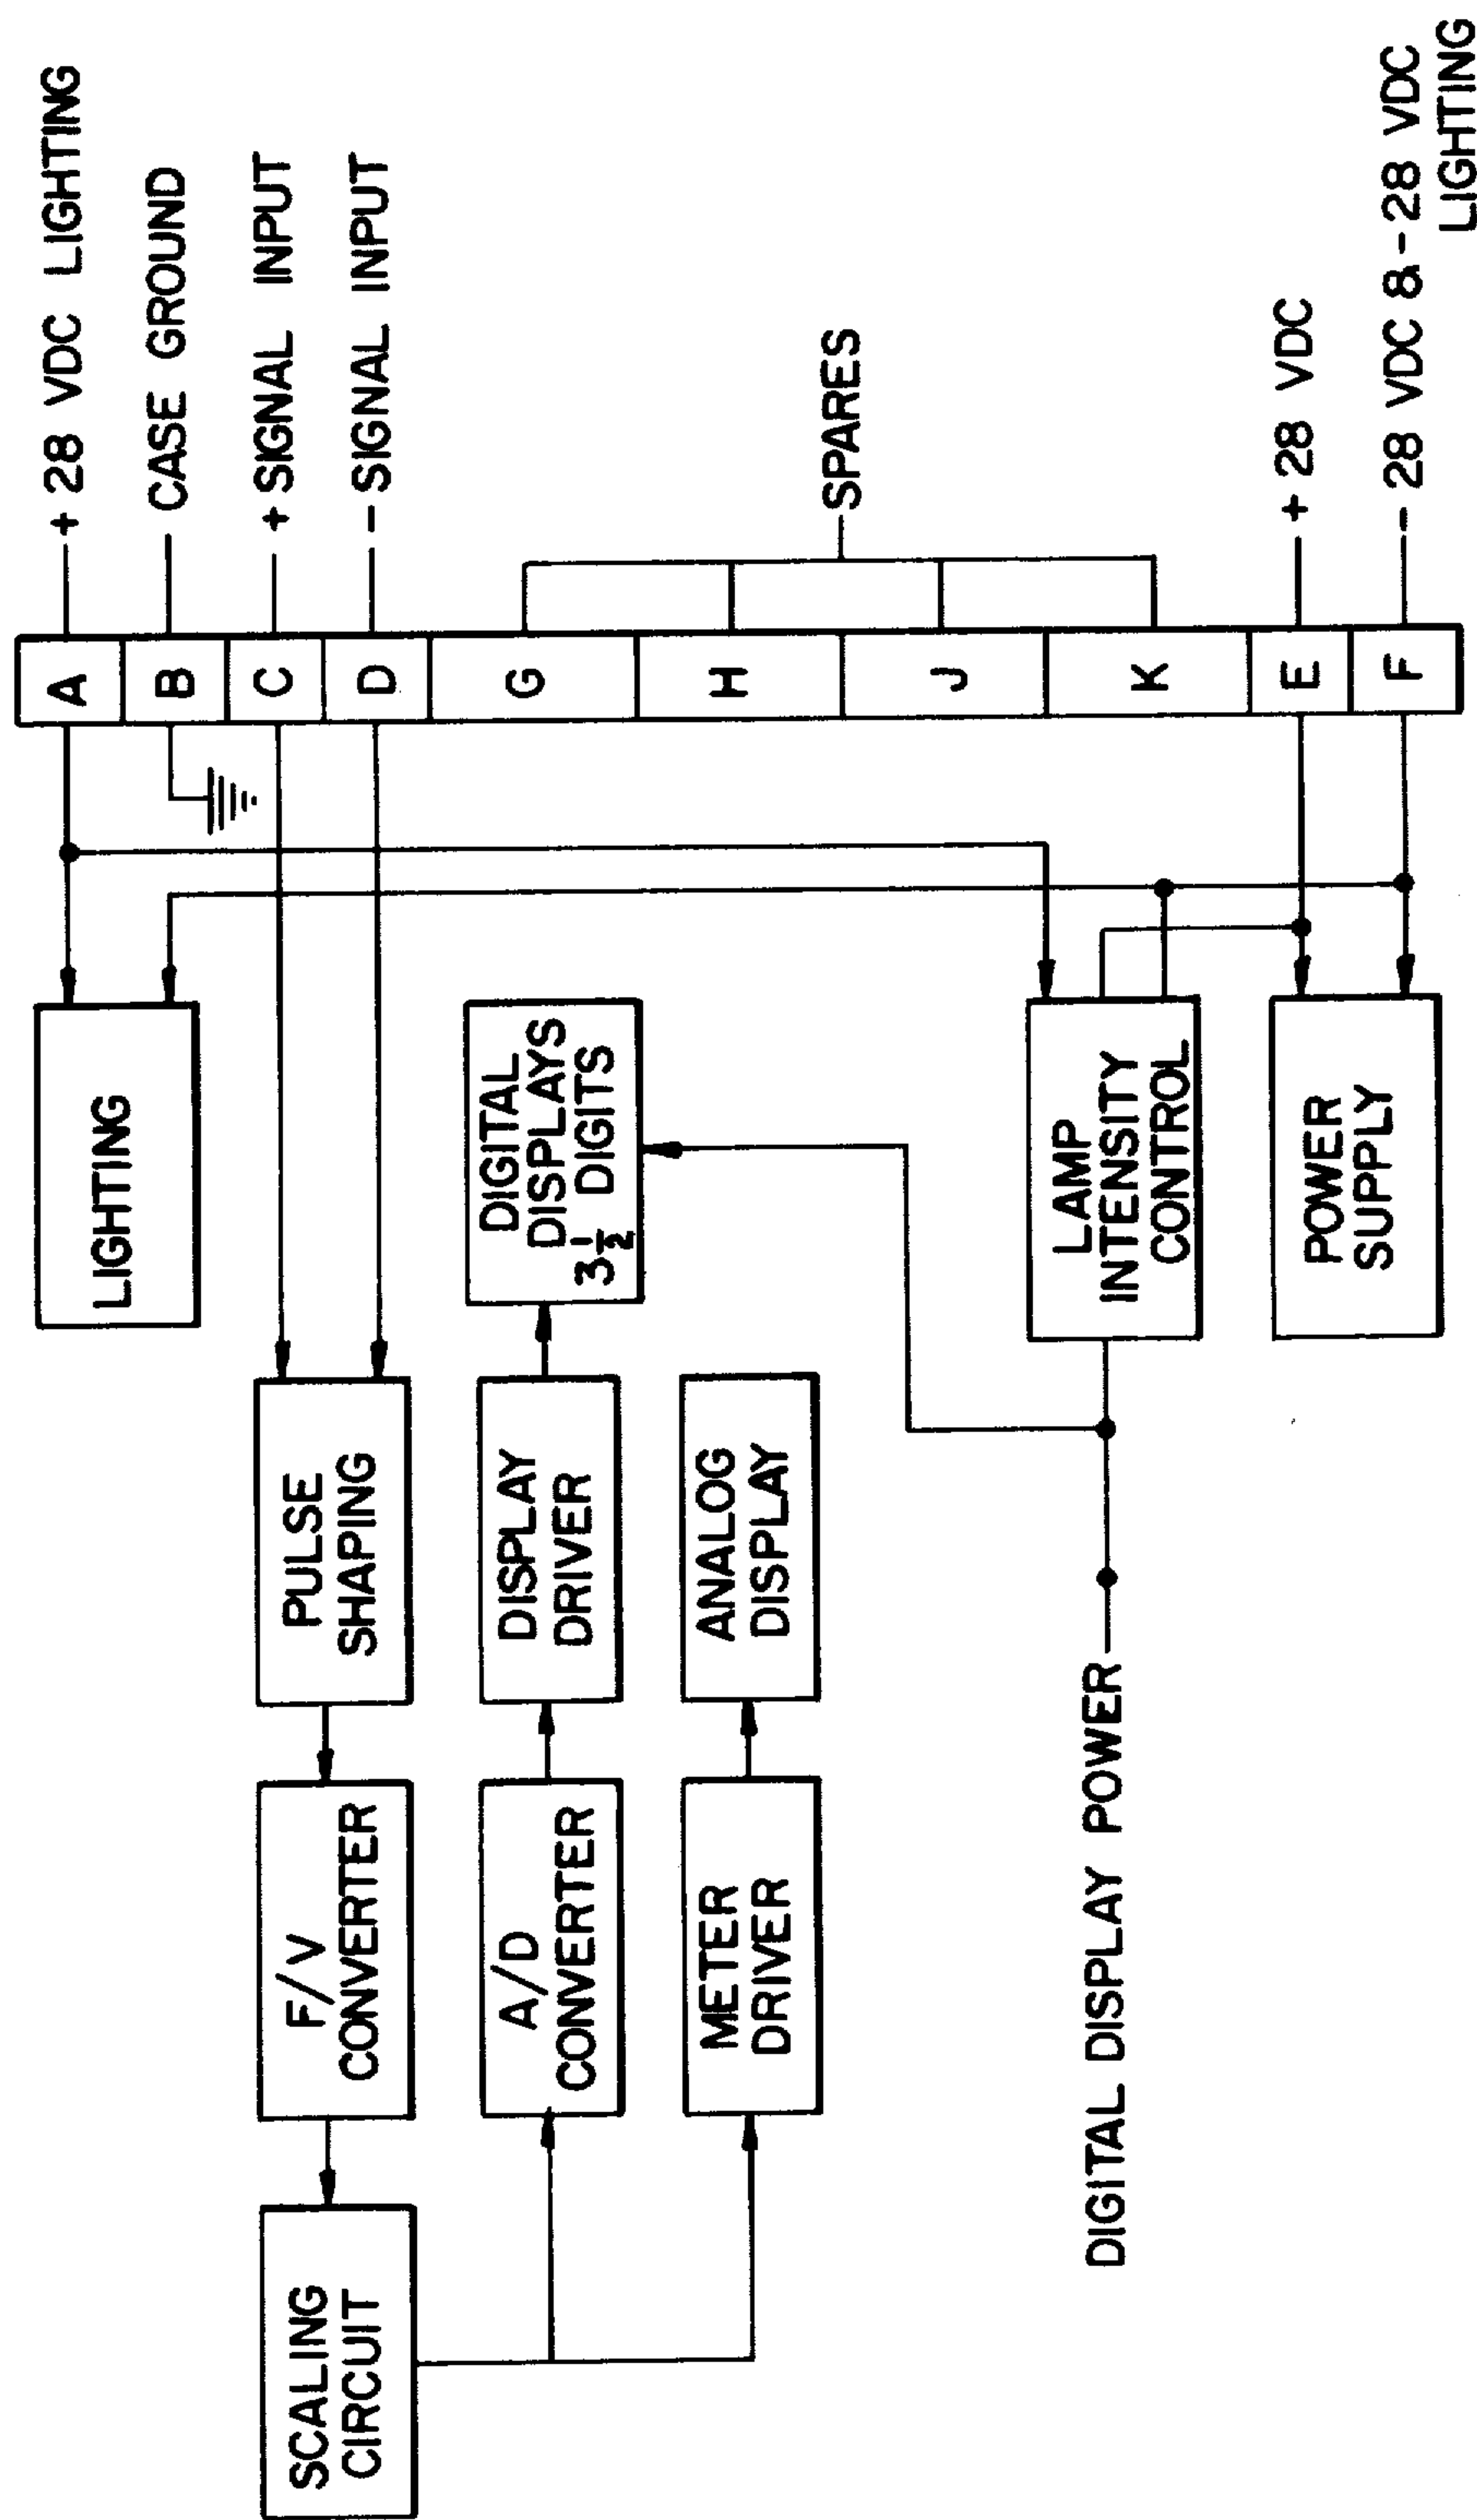 LIGHTING
A
+ 28 VDC LIGHTING
B
CASE GROUND
SCALING
CIRCUIT
F/V
CONVERTER
PULSE
SHAPING
C
+ SIGNAL INPUT
D
- SIGNAL INPUT
A/D
CONVERTER
DISPLAY
DRIVER
DIGITAL
DISPLAYS
3 1/2 DIGITS
G
METER
DRIVER
ANALOG
DISPLAY
H
SPARES
J
K
DIGITAL DISPLAY POWER
LAMP
INTENSITY
CONTROL
POWER
SUPPLY
E
+ 28 VDC
F
- 28 VDC &-28 VDC
LIGHTING